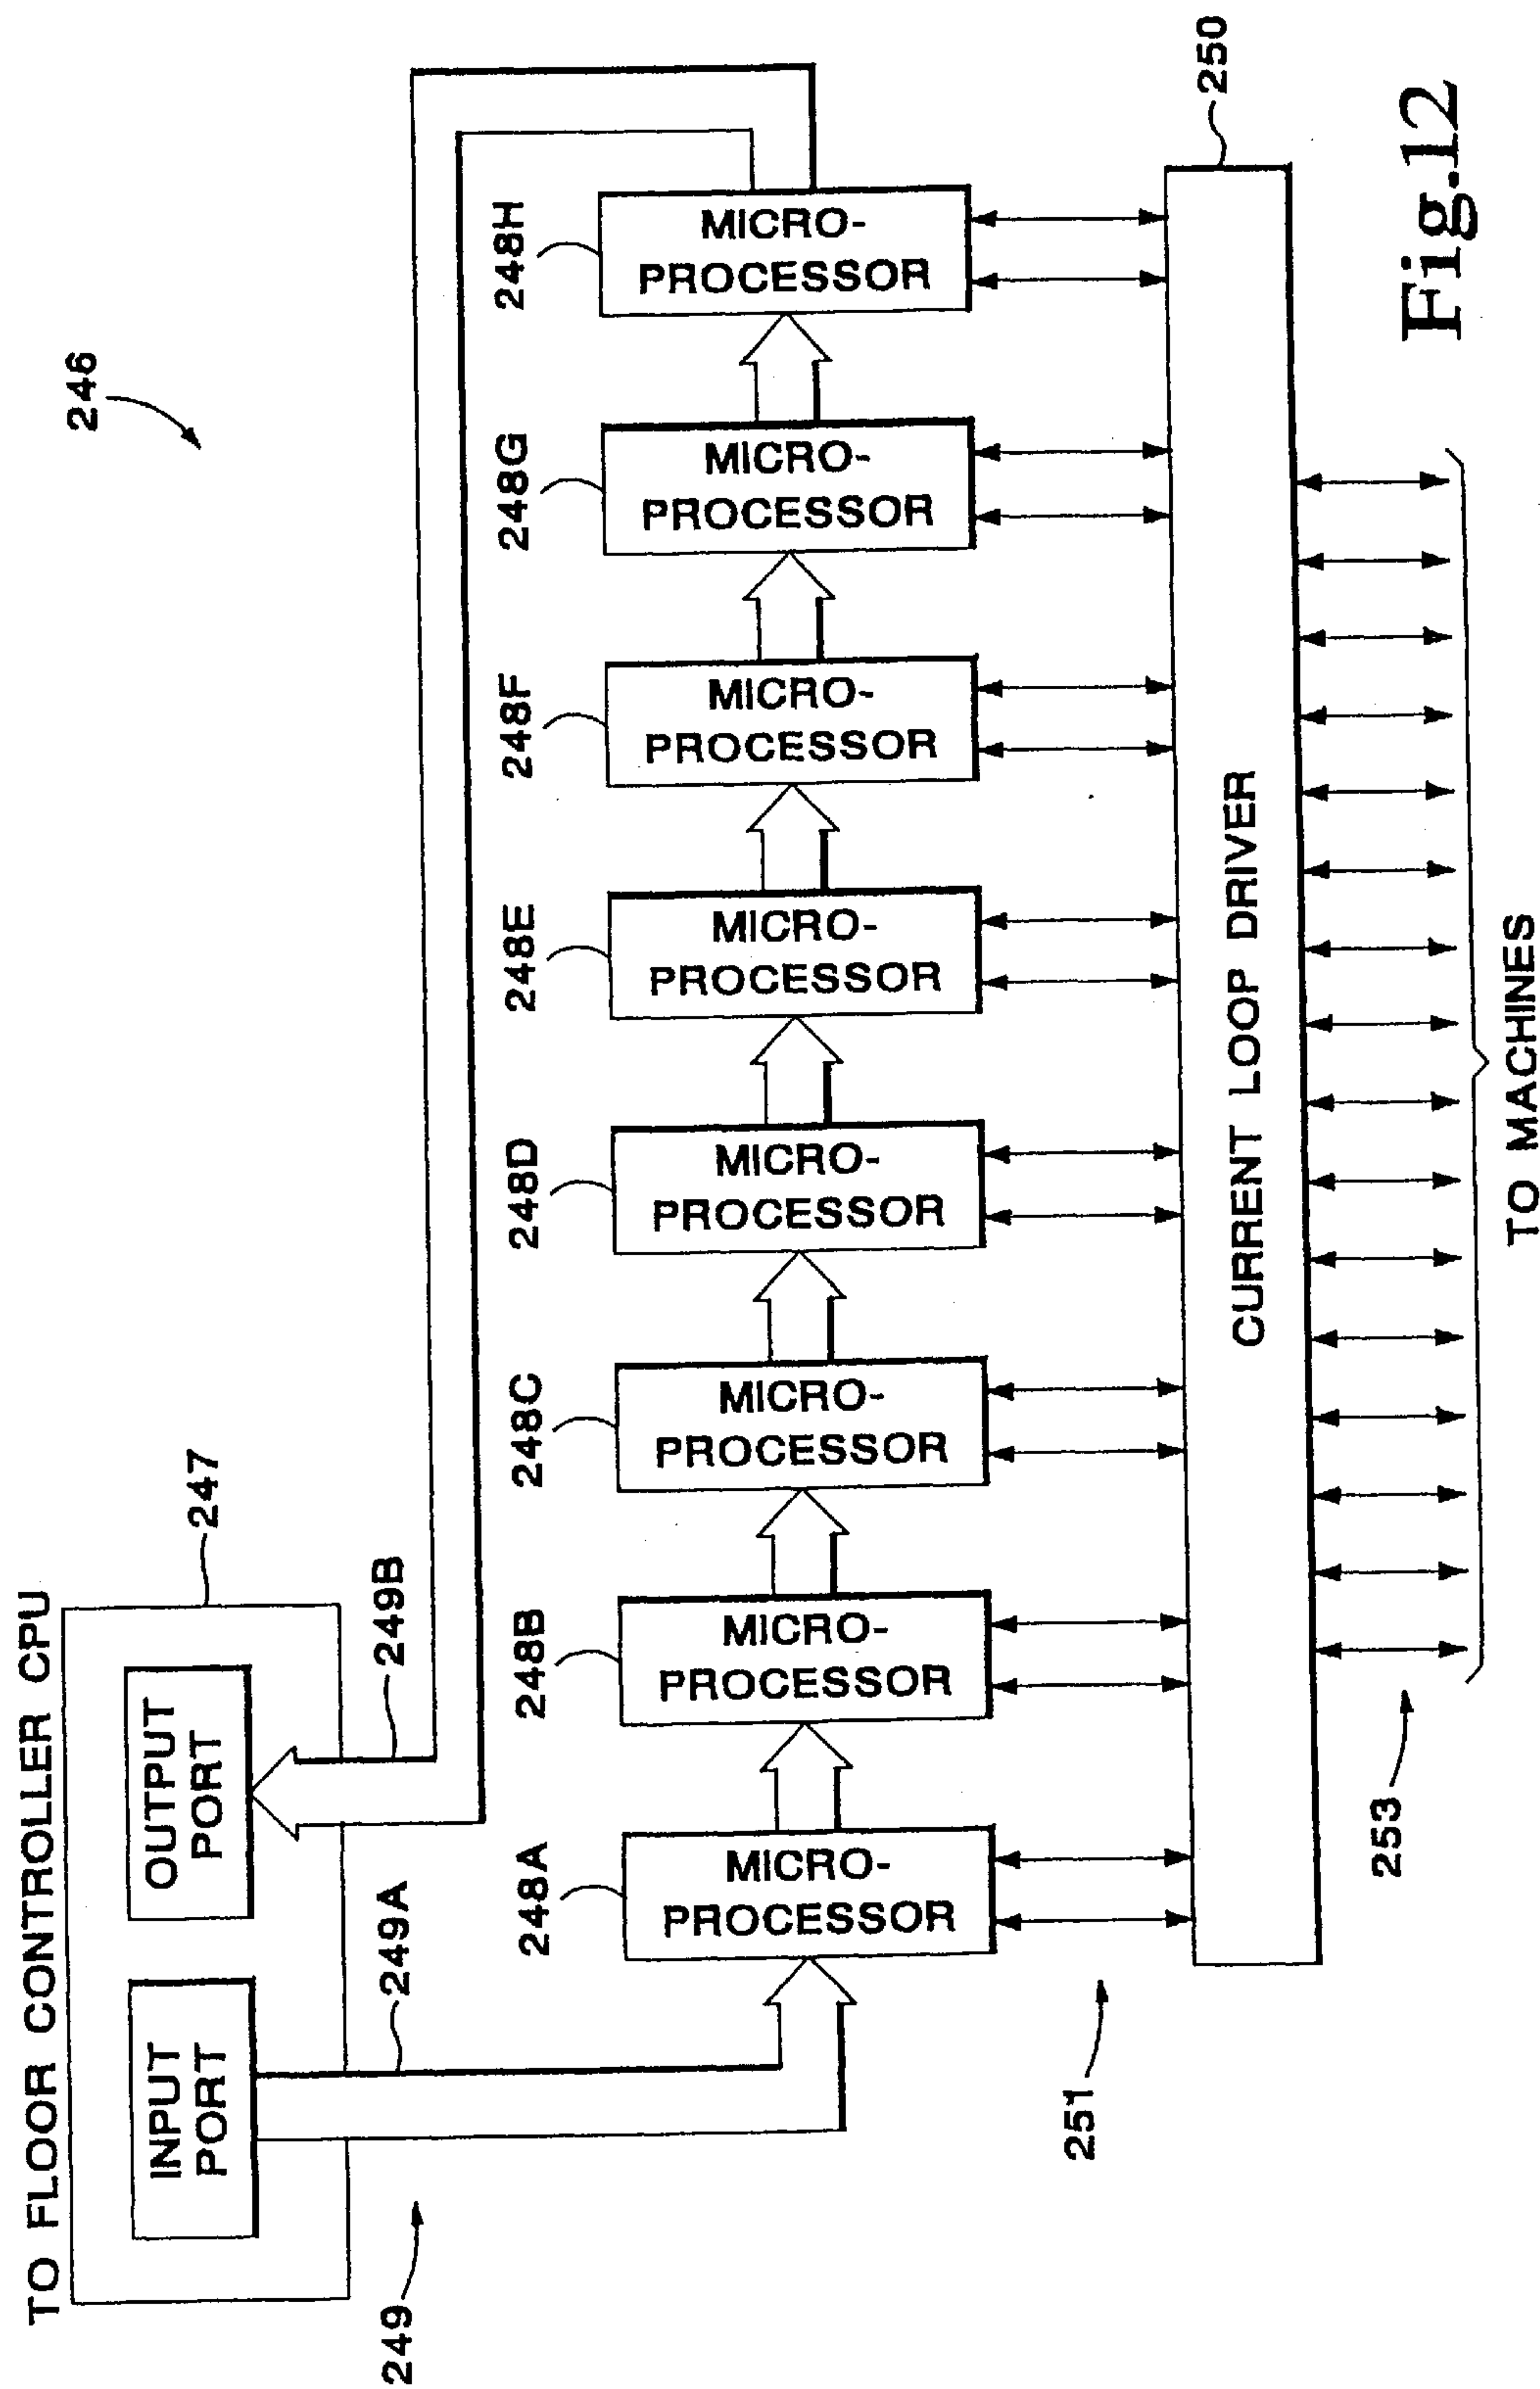 TO FLOOR CONTROLLER CPU
246
247
INPUT
PORT
OUTPUT
PORT
249
249A
249B
248A
248B
248C
248D
248E
248F
248G
248H
MICRO-
PROCESSOR
MICRO-
PROCESSOR
MICRO-
PROCESSOR
MICRO-
PROCESSOR
MICRO-
PROCESSOR
MICRO-
PROCESSOR
MICRO-
PROCESSOR
MICRO-
PROCESSOR
251
250
CURRENT LOOP DRIVER
253
TO MACHINES
Fig.12